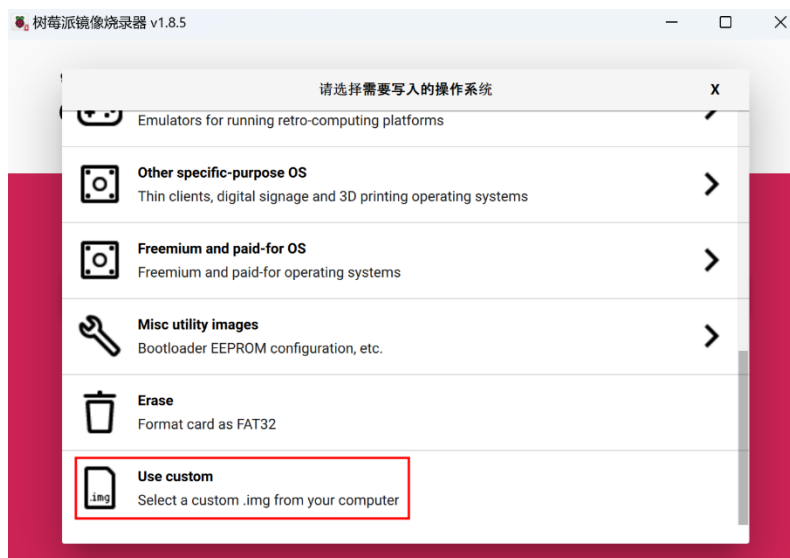 树莓派镜像烧录器 v1.8.5
请选择需要写入的操作系统
X
Emulators for running retro-computing platforms
Other specific-purpose OS
Thin clients, digital signage and 3D printing operating systems
Freemium and paid-for OS
Freemium and paid-for operating systems
Misc utility images
Bootloader EEPROM configuration, etc.
Erase
Format card as FAT32
Use custom
.img
Select a custom .img from your computer